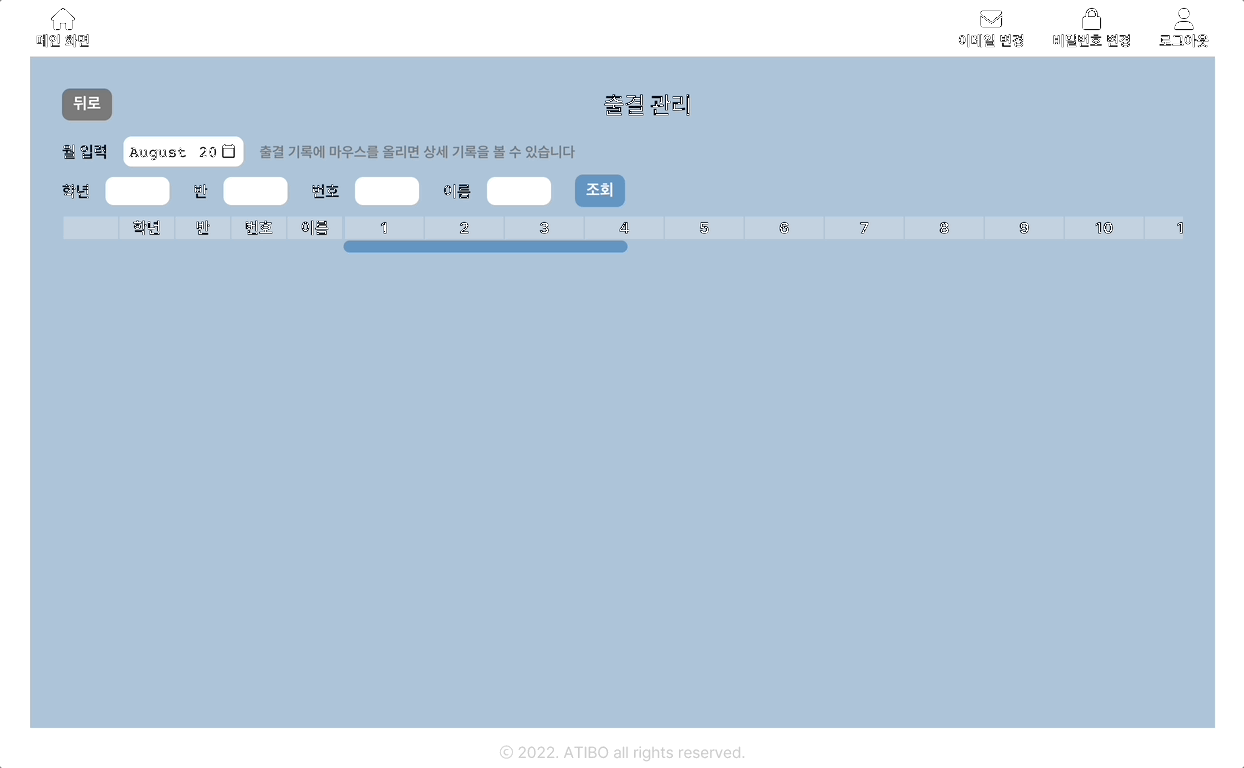 메인 화면 이메일 변경 비밀번호 변경 로그아웃
뒤로 출결 관리
월 입력 August 20 출결 기록에 마우스를 올리면 상세 기록을 볼 수 있습니다
학년 반 번호 이름 조회
학년 반 번호 이름 1 2 3 4 5 6 7 8 9 10 1
© 2022. ATIBO all rights reserved.